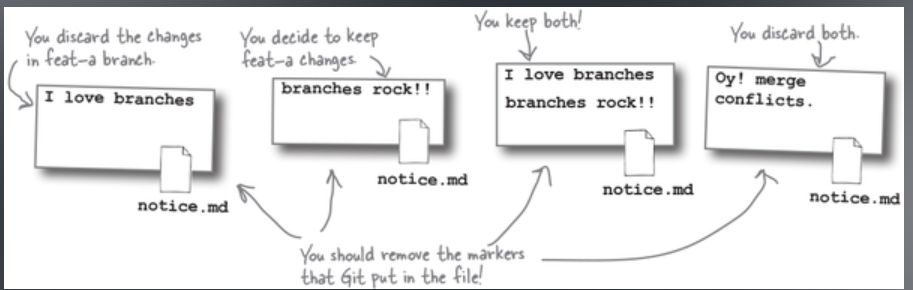 You discard the changes
in feat-a branch.
I love branches
notice.md
You decide to keep
feat-a changes.
branches rock!!
notice.md
You keep both!
I love branches
branches rock!!
notice.md
You discard both.
Oy! merge
conflicts.
notice.md
You should remove the markers
that Git put in the file!